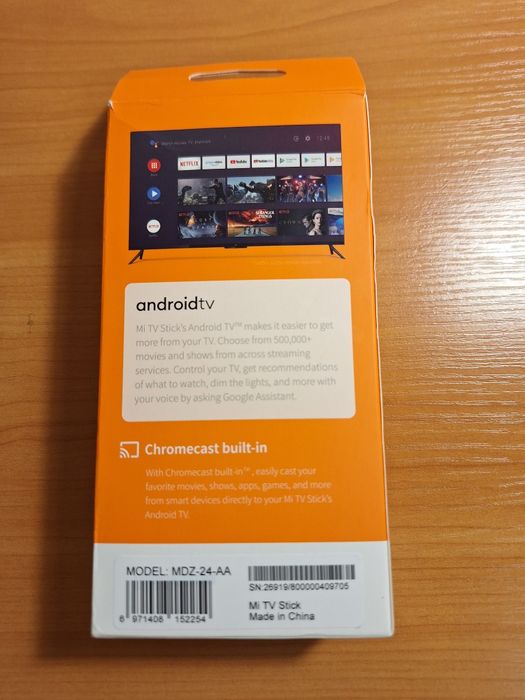 12:45
NETFLIX
androidtv
Mi TV Stick's Android TV™ makes it easier to get
more from your TV. Choose from 500,000+
movies and shows from across streaming
services. Control your TV, get recommendations
of what to watch, dim the lights, and more with
your voice by asking Google Assistant.
Chromecast built-in
With Chromecast built-in™, easily cast your
favorite movies, shows, apps, games, and more
from smart devices directly to your Mi TV Stick's
Android TV.
MODEL: MDZ-24-AA
SN:26919/800000409705
6 971408 152254
Mi TV Stick
Made in China